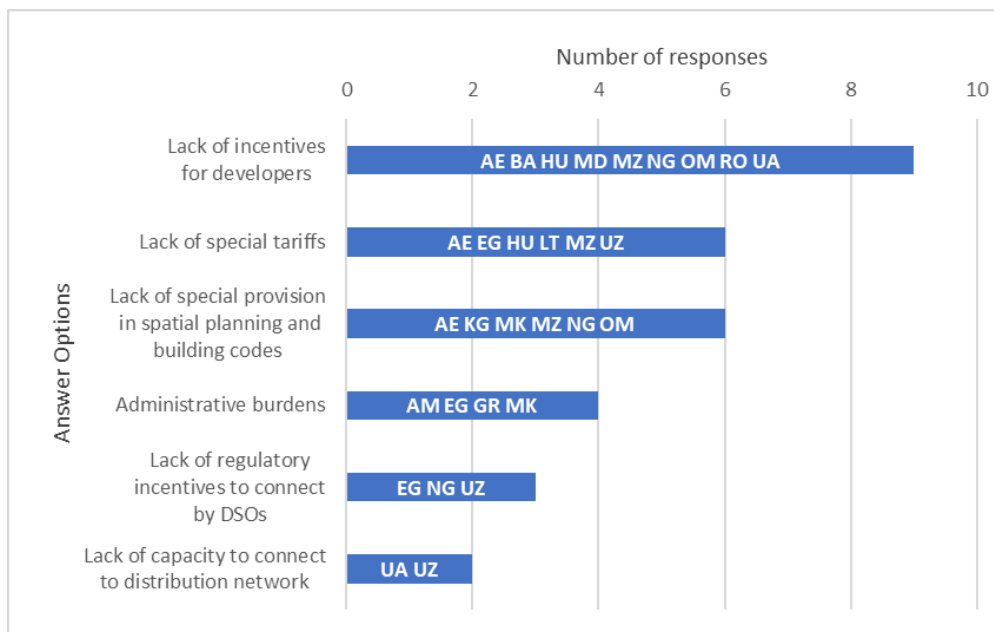 Number of responses
0 2 4 6 8 10
Answer Options
Lack of incentives
for developers
AE BA HU MD MZ NG OM RO UA
Lack of special tariffs
AE EG HU LT MZ UZ
Lack of special provision
in spatial planning and
building codes
AE KG MK MZ NG OM
Administrative burdens
AM EG GR MK
Lack of regulatory
incentives to connect
by DSOs
EG NG UZ
Lack of capacity to connect
to distribution network
UA UZ